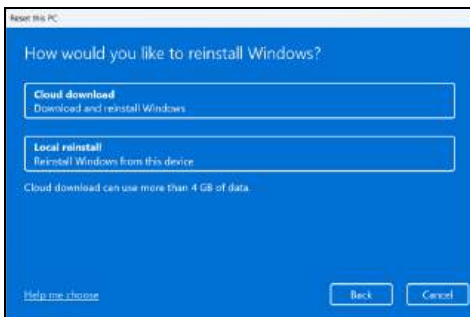 Reset this PC
How would you like to reinstall Windows?
Cloud download
Download and reinstall Windows
Local reinstall
Reinstall Windows from this device
Cloud download can use more than 4 GB of data.
Help me choose
Back
Cancel